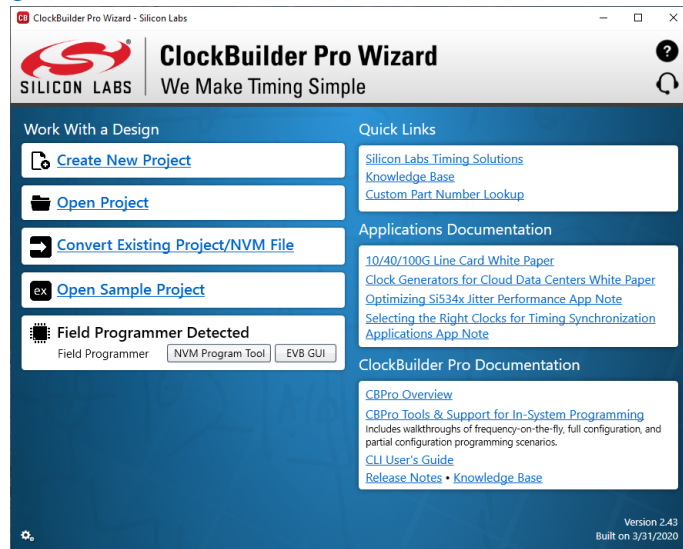 CB ClockBuilder Pro Wizard - Silicon Labs
SILICON LABS
ClockBuilder Pro Wizard
We Make Timing Simple
?
Work With a Design
Create New Project
Open Project
Convert Existing Project/NVM File
ex Open Sample Project
Field Programmer Detected
Field Programmer NVM Program Tool EVB GUI
Quick Links
Silicon Labs Timing Solutions
Knowledge Base
Custom Part Number Lookup
Applications Documentation
10/40/100G Line Card White Paper
Clock Generators for Cloud Data Centers White Paper
Optimizing Si534x Jitter Performance App Note
Selecting the Right Clocks for Timing Synchronization
Applications App Note
ClockBuilder Pro Documentation
CBPro Overview
CBPro Tools & Support for In-System Programming
Includes walkthroughs of frequency-on-the-fly, full configuration, and
partial configuration programming scenarios.
CLI User's Guide
Release Notes • Knowledge Base
Version 2.43
Built on 3/31/2020